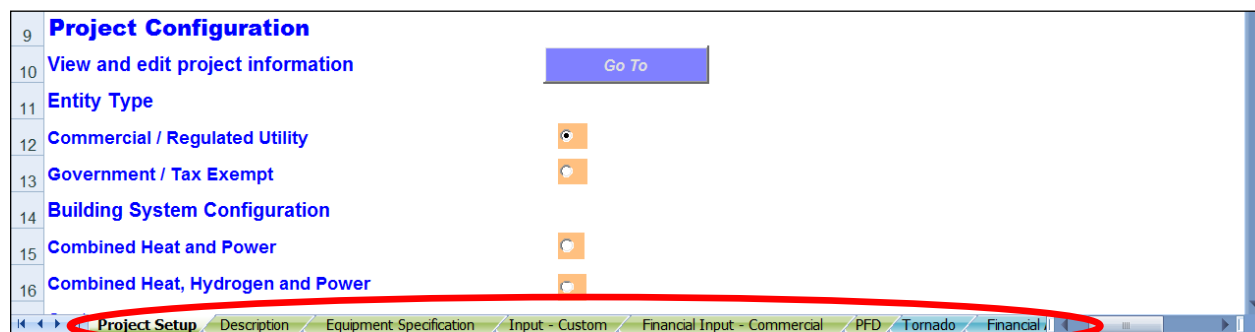 9 Project Configuration
10 View and edit project information Go To
11 Entity Type
12 Commercial / Regulated Utility
13 Government / Tax Exempt
14 Building System Configuration
15 Combined Heat and Power
16 Combined Heat, Hydrogen and Power
Project Setup Description Equipment Specification Input - Custom Financial Input - Commercial PFD Tornado Financial